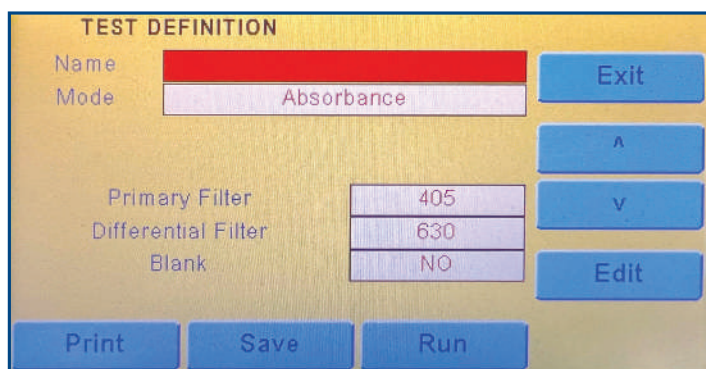 TEST DEFINITION
Name
Mode Absorbance
Exit
^
v
Primary Filter 405
Differential Filter 630
Blank NO
Edit
Print Save Run